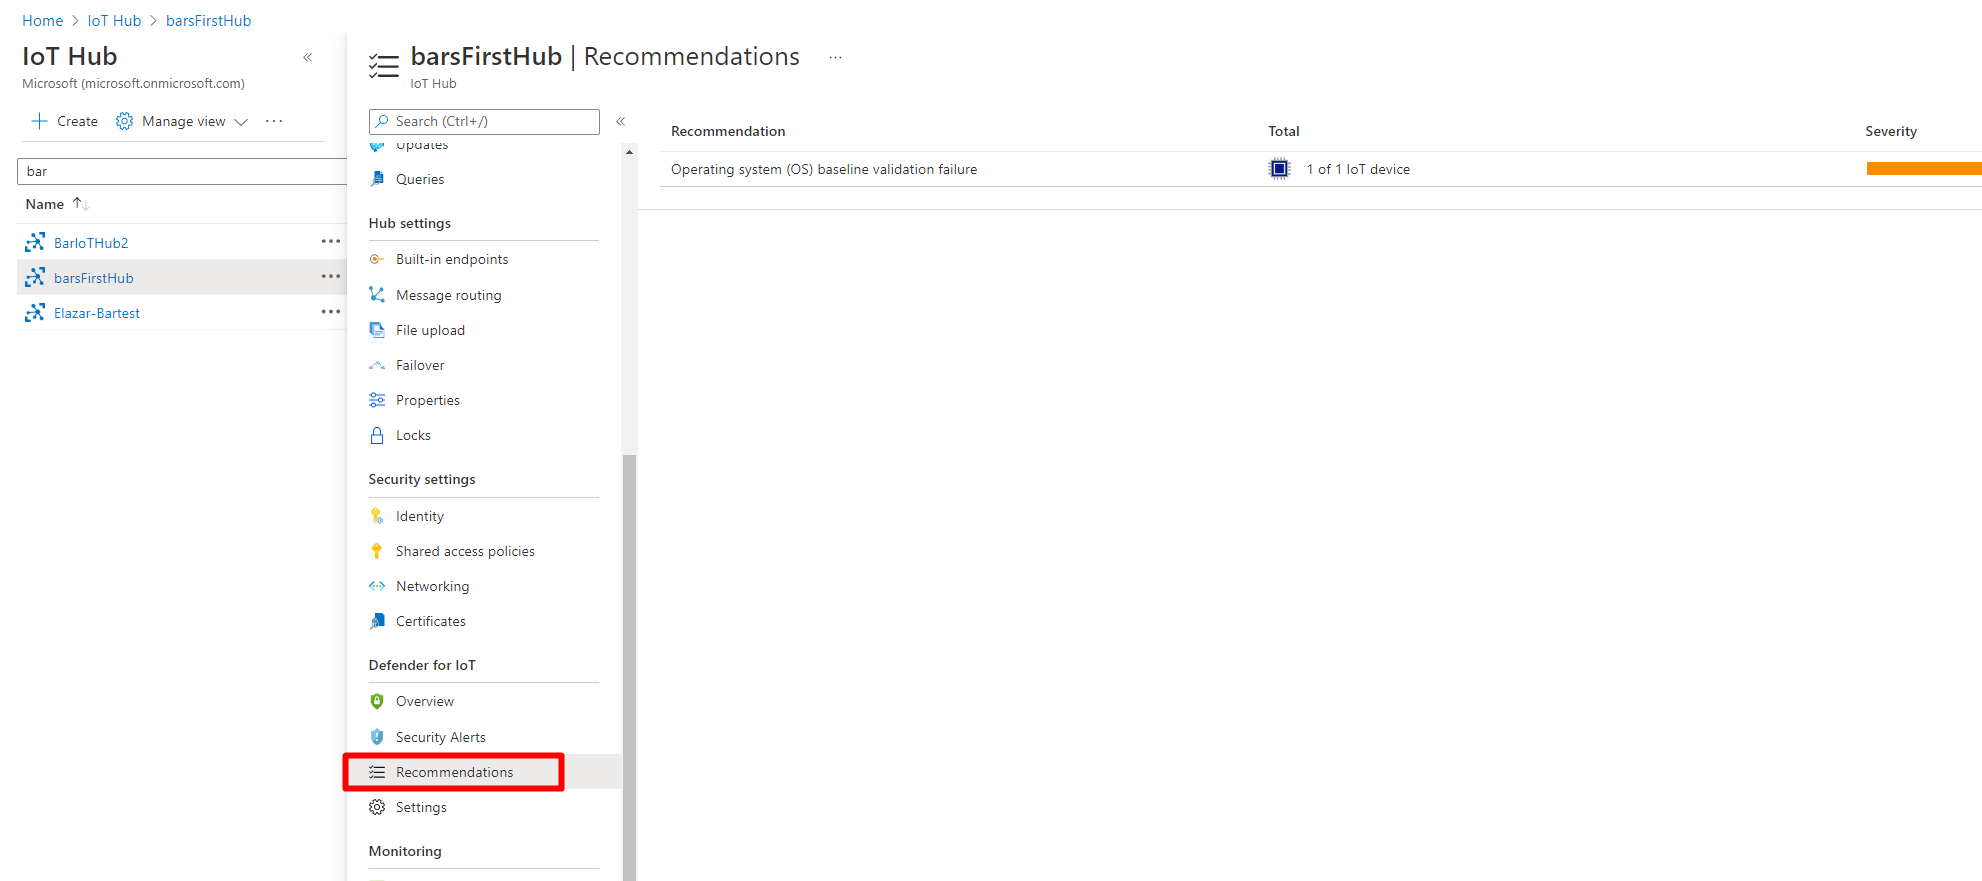 Home > IoT Hub > barsFirstHub
IoT Hub
«
Microsoft (microsoft.onmicrosoft.com)
Create
Manage view
...
bar
Name ↑↓
BarIoTHub2
barsFirstHub
Elazar-Bartest
barsFirstHub | Recommendations ...
IoT Hub
Search (Ctrl+/)
«
Updates
Queries
Hub settings
Built-in endpoints
Message routing
File upload
Failover
Properties
Locks
Security settings
Identity
Shared access policies
Networking
Certificates
Defender for IoT
Overview
Security Alerts
Recommendations
Settings
Monitoring
Recommendation Total Severity
Operating system (OS) baseline validation failure 1 of 1 IoT device